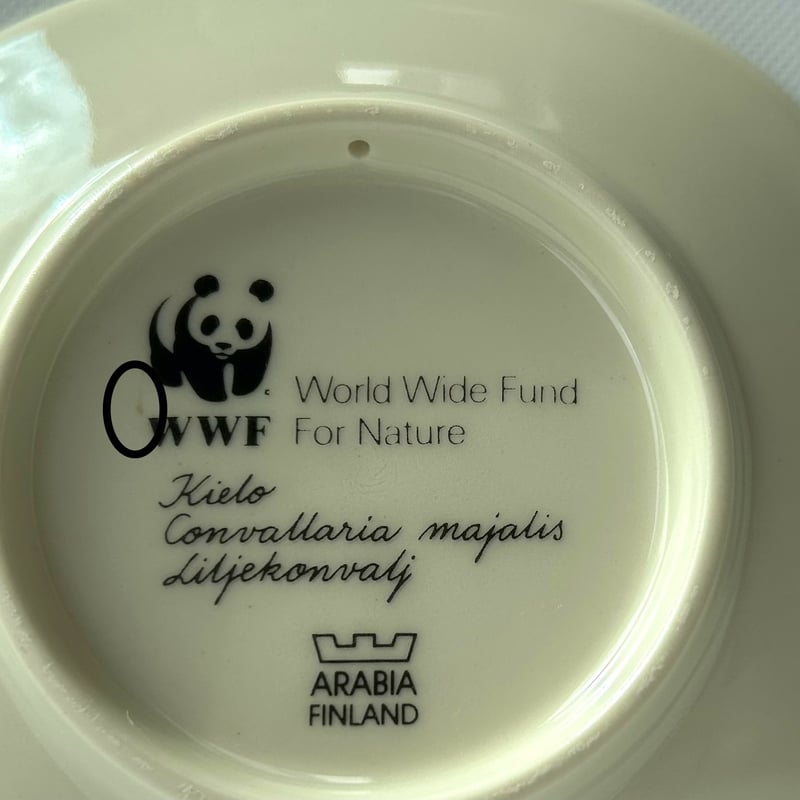 World Wide Fund
WWF For Nature
Kielo
Convallaria majalis
Liljekonvalj
ARABIA
FINLAND